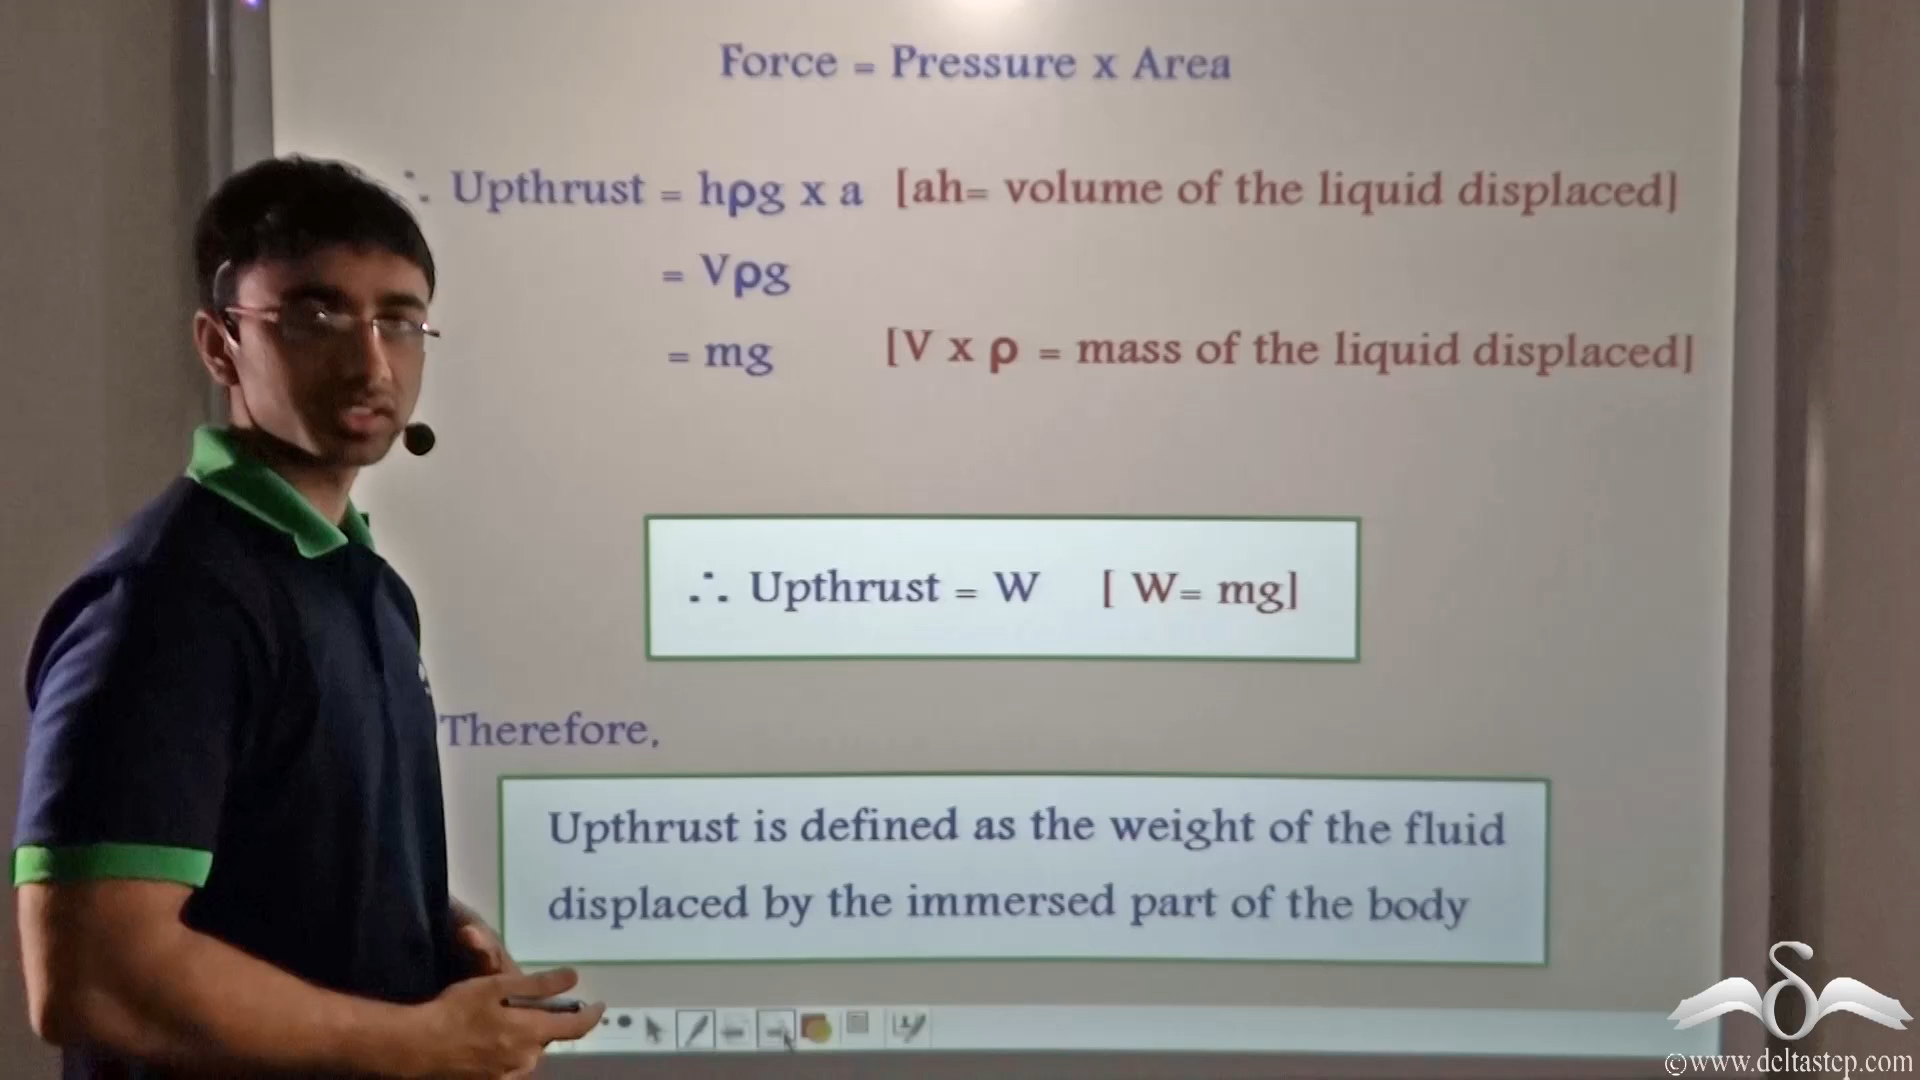 Force = Pressure x Area
∴ Upthrust = hρg x a [ah= volume of the liquid displaced]
= Vρg
= mg [V x ρ = mass of the liquid displaced]
∴ Upthrust = W [ W= mg]
Therefore,
Upthrust is defined as the weight of the fluid
displaced by the immersed part of the body
©www.deltastep.com